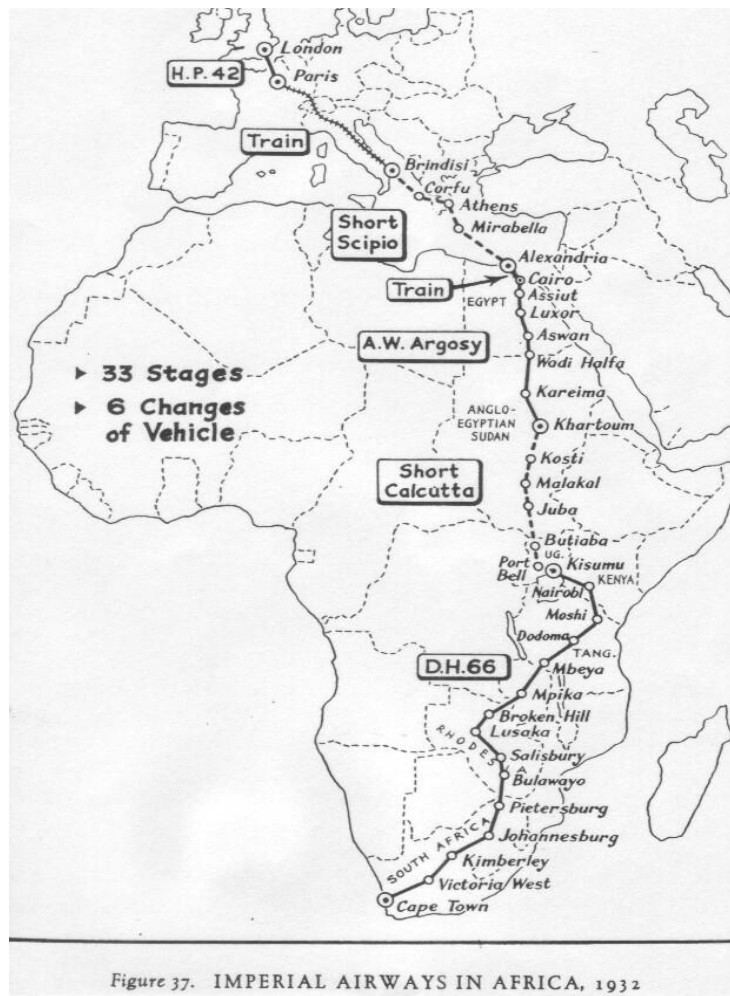 London
H.P.42
Paris
Train
Brindisi
Corfu
Athens
Short
Scipio
Mirabella
Alexandria
Train
Cairo
EGYPT
Assiut
Luxor
A.W. Argosy
Aswan
Wadi Halfa
▸ 33 Stages
▸ 6 Changes
of Vehicle
Kareima
ANGLO-
EGYPTIAN
SUDAN
Khartoum
Short
Calcutta
Kosti
Malakol
Juba
Butiaba
UG.
Port
Bell
Kisumu
KENYA
Nairobi
Moshi
Dodoma
TANG.
D.H.66
Mbeya
Mpika
Broken Hill
Lusaka
RHODESIA
Salisbury
Bulawayo
Pietersburg
SOUTH AFRICA
Johannesburg
Kimberley
Victoria West
Cape Town
Figure 37. IMPERIAL AIRWAYS IN AFRICA, 1932